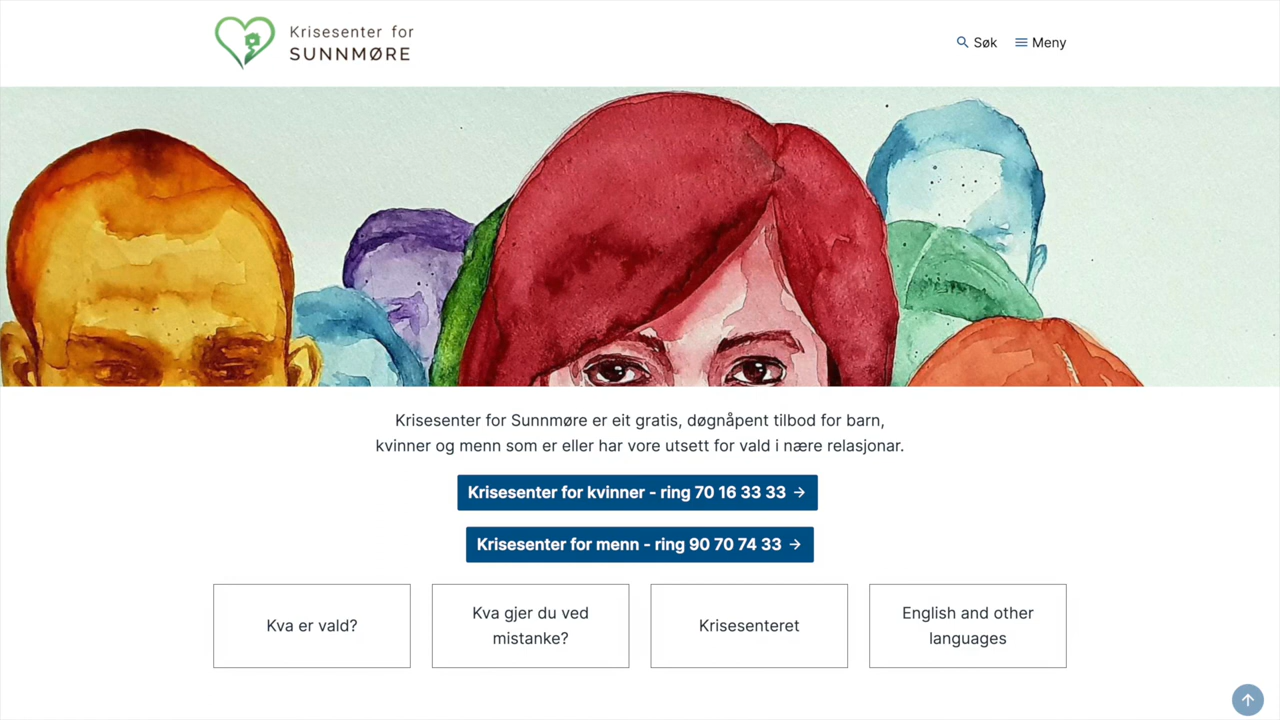 Krisesenter for
SUNNMØRE
Søk
Meny
Krisesenter for Sunnmøre er eit gratis, døgnåpent tilbod for barn,
kvinner og menn som er eller har vore utsett for vald i nære relasjonar.
Krisesenter for kvinner - ring 70 16 33 33
Krisesenter for menn - ring 90 70 74 33
Kva er vald?
Kva gjer du ved
mistanke?
Krisesenteret
English and other
languages